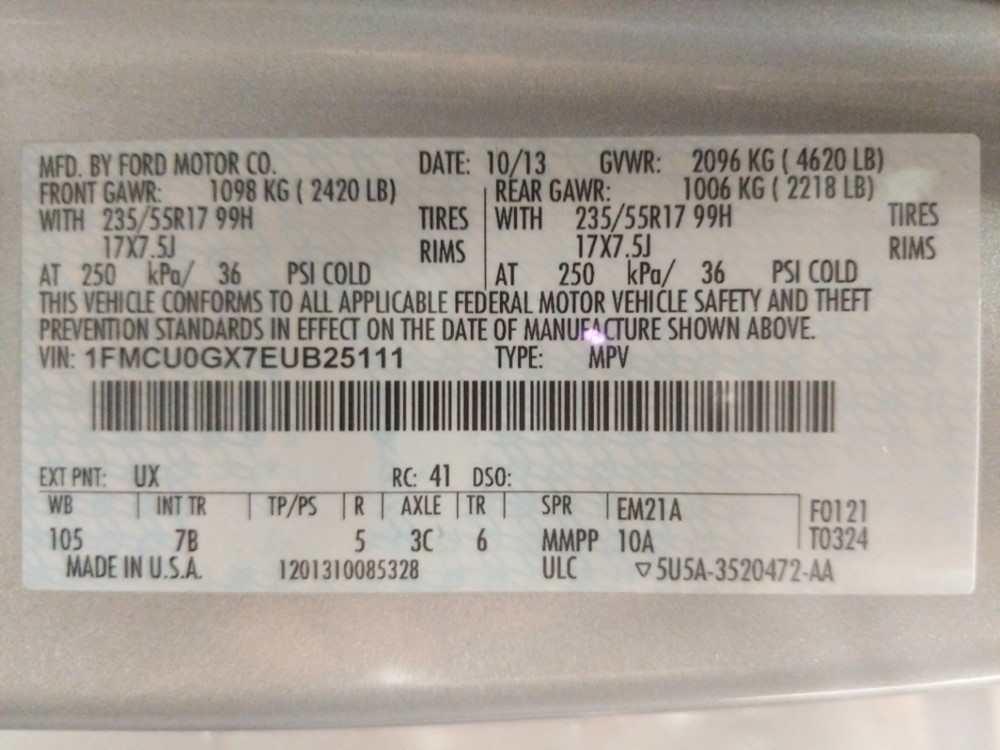 MFD. BY FORD MOTOR CO. DATE: 10/13 GVWR: 2096 KG ( 4620 LB)
FRONT GAWR: 1098 KG ( 2420 LB) REAR GAWR: 1006 KG ( 2218 LB)
WITH 235/55R17 99H TIRES WITH 235/55R17 99H TIRES
17X7.5J RIMS 17X7.5J RIMS
AT 250 kPa/ 36 PSI COLD AT 250 kPa/ 36 PSI COLD
THIS VEHICLE CONFORMS TO ALL APPLICABLE FEDERAL MOTOR VEHICLE SAFETY AND THEFT
PREVENTION STANDARDS IN EFFECT ON THE DATE OF MANUFACTURE SHOWN ABOVE.
VIN: 1FMCU0GX7EUB25111 TYPE: MPV
EXT PNT: UX RC: 41 DSO:
WB INT TR TP/PS R AXLE TR SPR EM21A F0121
105 7B 5 3C 6 MMPP 10A T0324
MADE IN U.S.A. 1201310085328 ULC ▽5U5A-3520472-AA